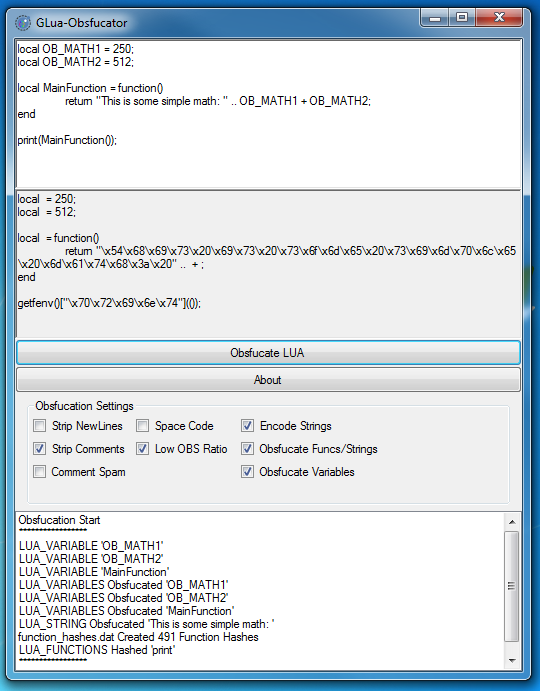 GLua-Obsfucator
local OB_MATH1 = 250;
local OB_MATH2 = 512;
local MainFunction = function()
return "This is some simple math: " .. OB_MATH1 + OB_MATH2;
end
print(MainFunction());
local = 250;
local = 512;
local = function()
return "\x54\x68\x69\x73\x20\x69\x73\x20\x73\x6f\x6d\x65\x20\x73\x69\x6d\x70\x6c\x65
\x20\x6d\x61\x74\x68\x3a\x20" .. + ;
end
getfenv()["\x70\x72\x69\x6e\x74"](());
Obsfucate LUA
About
Obsfucation Settings
Strip NewLines Space Code Encode Strings
Strip Comments Low OBS Ratio Obsfucate Funcs/Strings
Comment Spam Obsfucate Variables
Obsfucation Start
*****************
LUA_VARIABLE 'OB_MATH1'
LUA_VARIABLE 'OB_MATH2'
LUA_VARIABLE 'MainFunction'
LUA_VARIABLES Obsfucated 'OB_MATH1'
LUA_VARIABLES Obsfucated 'OB_MATH2'
LUA_VARIABLES Obsfucated 'MainFunction'
LUA_STRING Obsfucated 'This is some simple math: '
function_hashes.dat Created 491 Function Hashes
LUA_FUNCTIONS Hashed 'print'
*****************